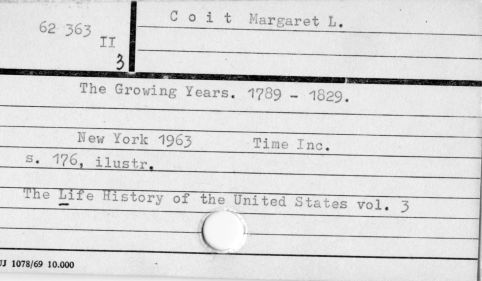 62 363
II
3
C o i t Margaret L.
The Growing Years. 1789 - 1829.
New York 1963 Time Inc.
s. 176, ilustr.
The Life History of the United States vol. 3
UJ 1078/69 10.000